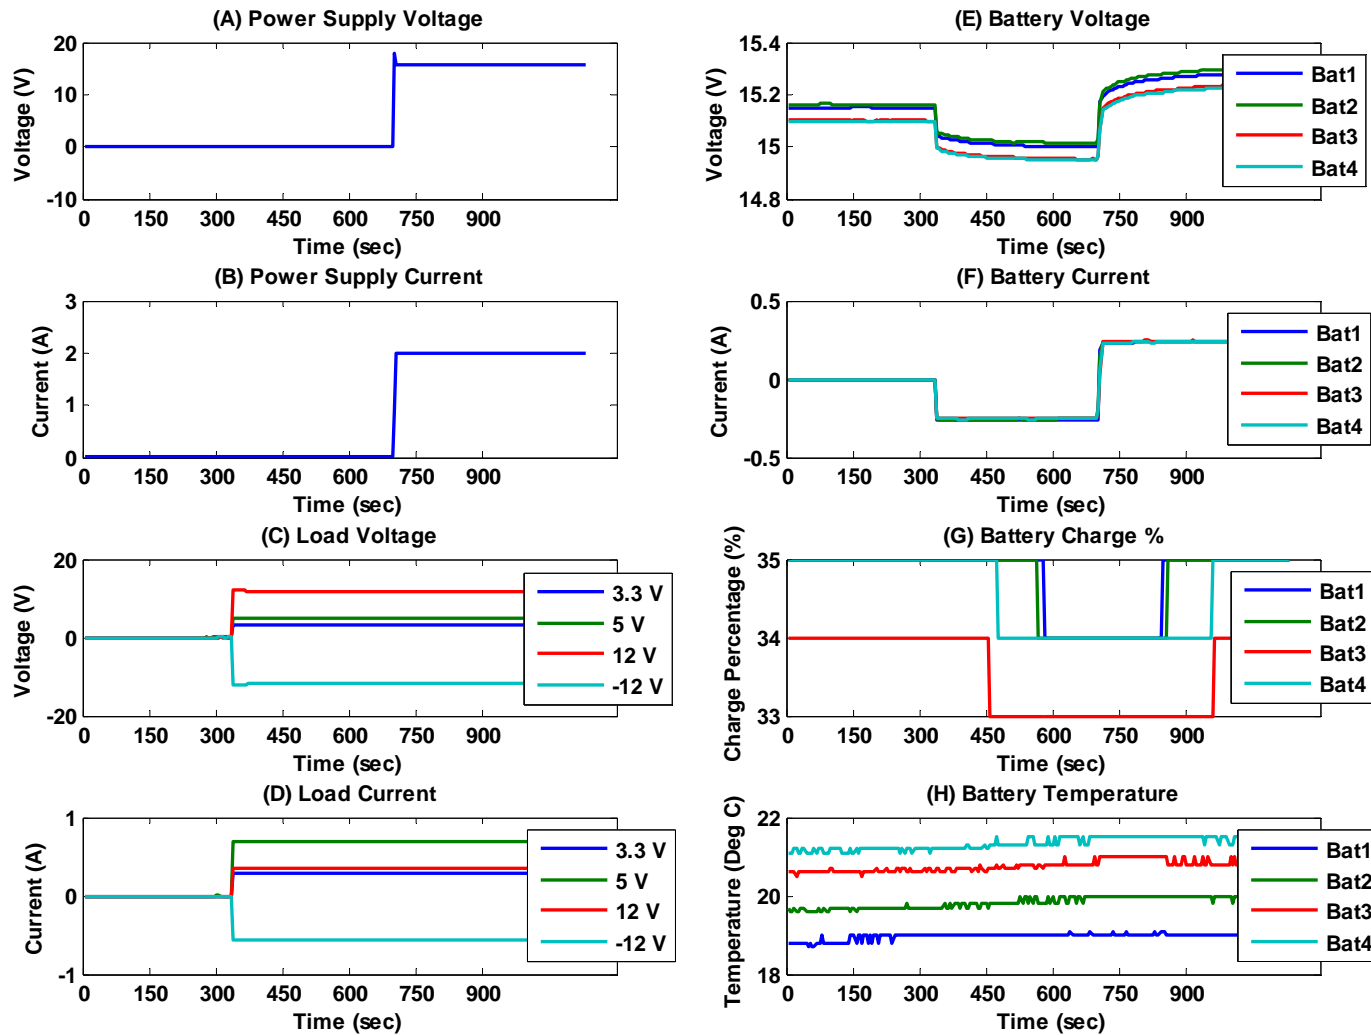 (A) Power Supply Voltage
Voltage (V)
20
10
0
-10
0 150 300 450 600 750 900
Time (sec)
(B) Power Supply Current
Current (A)
3
2
1
0
0 150 300 450 600 750 900
Time (sec)
(C) Load Voltage
Voltage (V)
20
0
-20
0 150 300 450 600 750 900
Time (sec)
3.3 V
5 V
12 V
-12 V
(D) Load Current
Current (A)
1
0
-1
0 150 300 450 600 750 900
Time (sec)
3.3 V
5 V
12 V
-12 V
(E) Battery Voltage
Voltage (V)
15.4
15.2
15
14.8
0 150 300 450 600 750 900
Time (sec)
Bat1
Bat2
Bat3
Bat4
(F) Battery Current
Current (A)
0.5
0
-0.5
0 150 300 450 600 750 900
Time (sec)
Bat1
Bat2
Bat3
Bat4
(G) Battery Charge %
Charge Percentage (%)
35
34
33
0 150 300 450 600 750 900
Time (sec)
Bat1
Bat2
Bat3
Bat4
(H) Battery Temperature
Temperature (Deg C)
22
20
18
0 150 300 450 600 750 900
Time (sec)
Bat1
Bat2
Bat3
Bat4